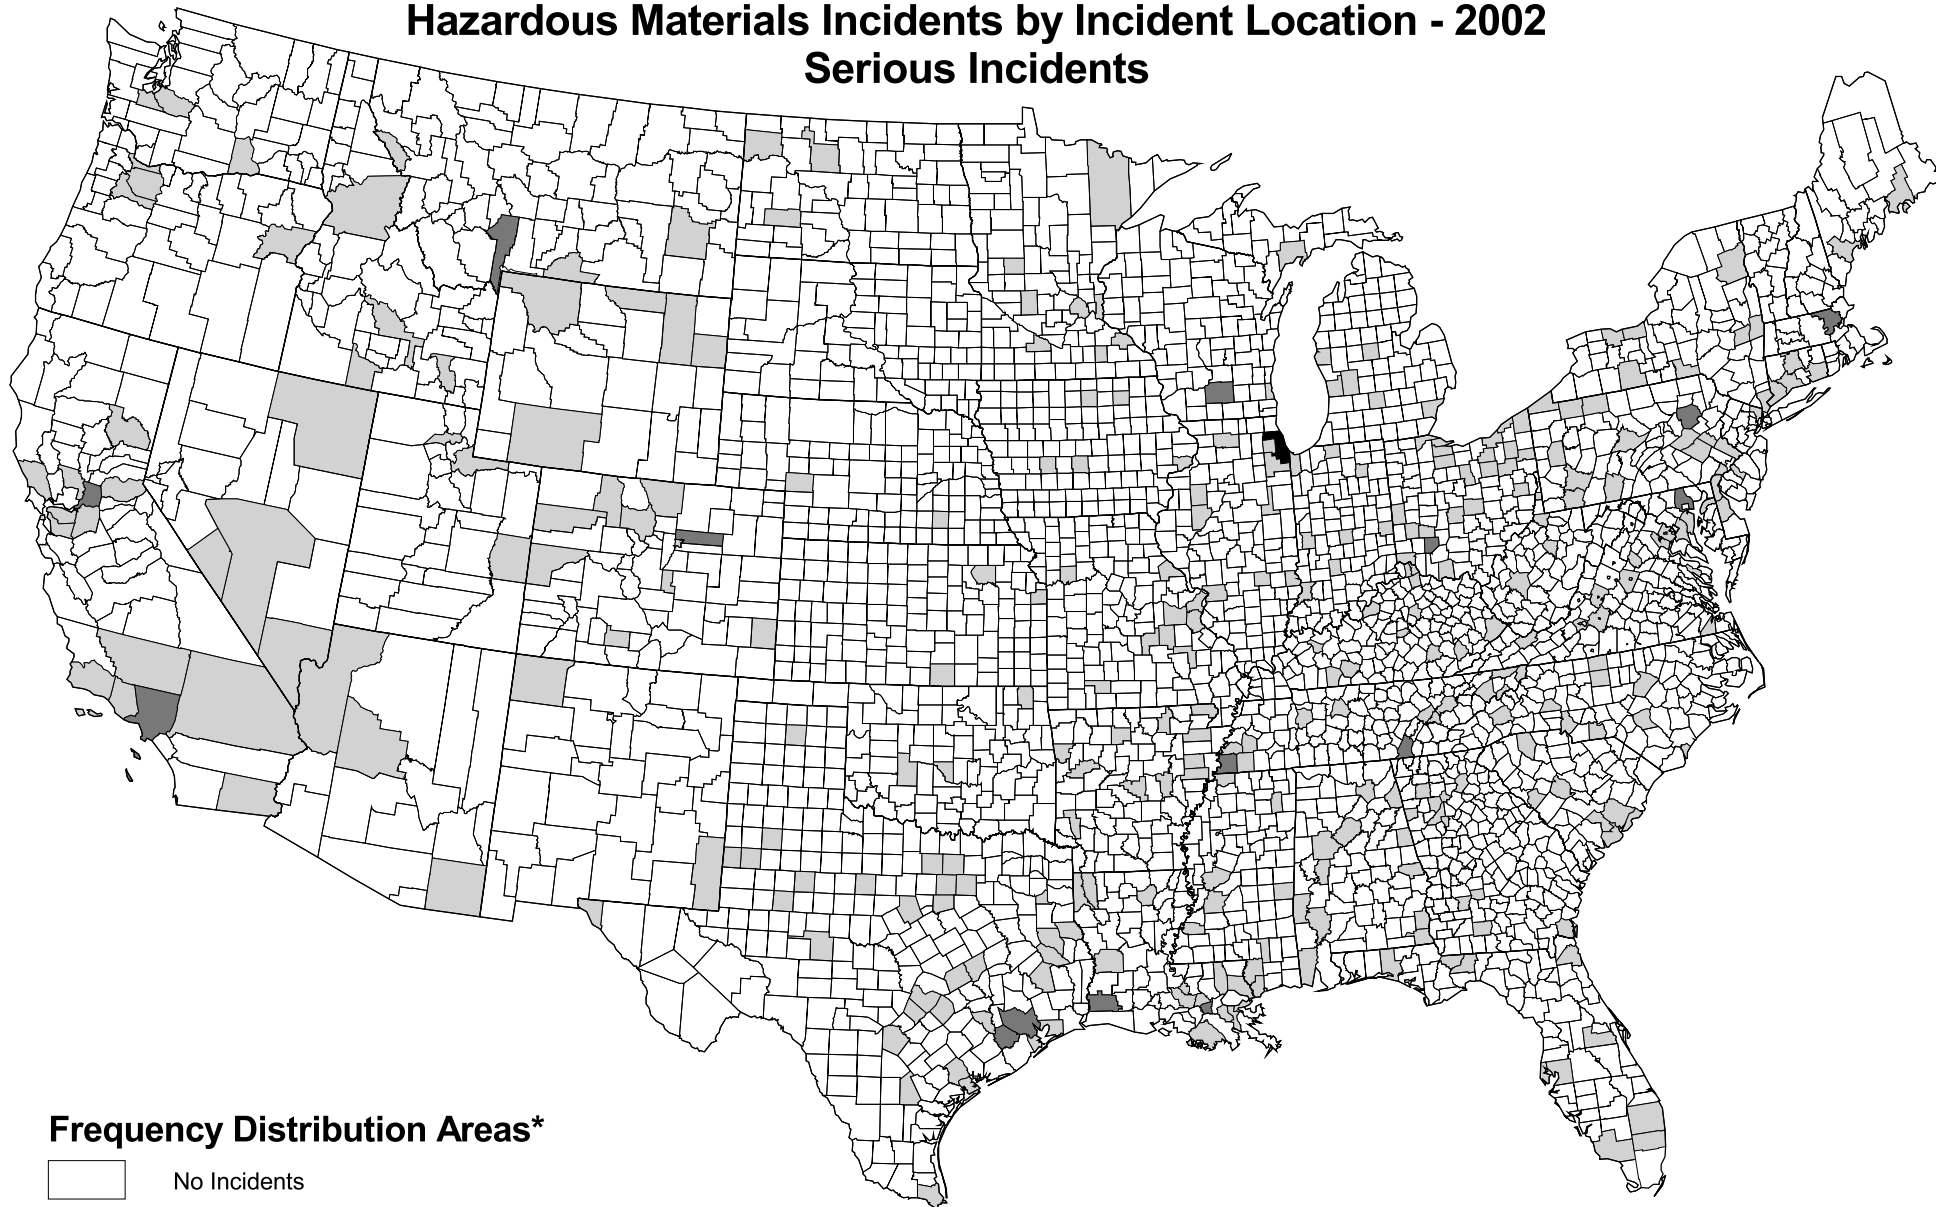 Hazardous Materials Incidents by Incident Location - 2002
Serious Incidents
Frequency Distribution Areas*
No Incidents